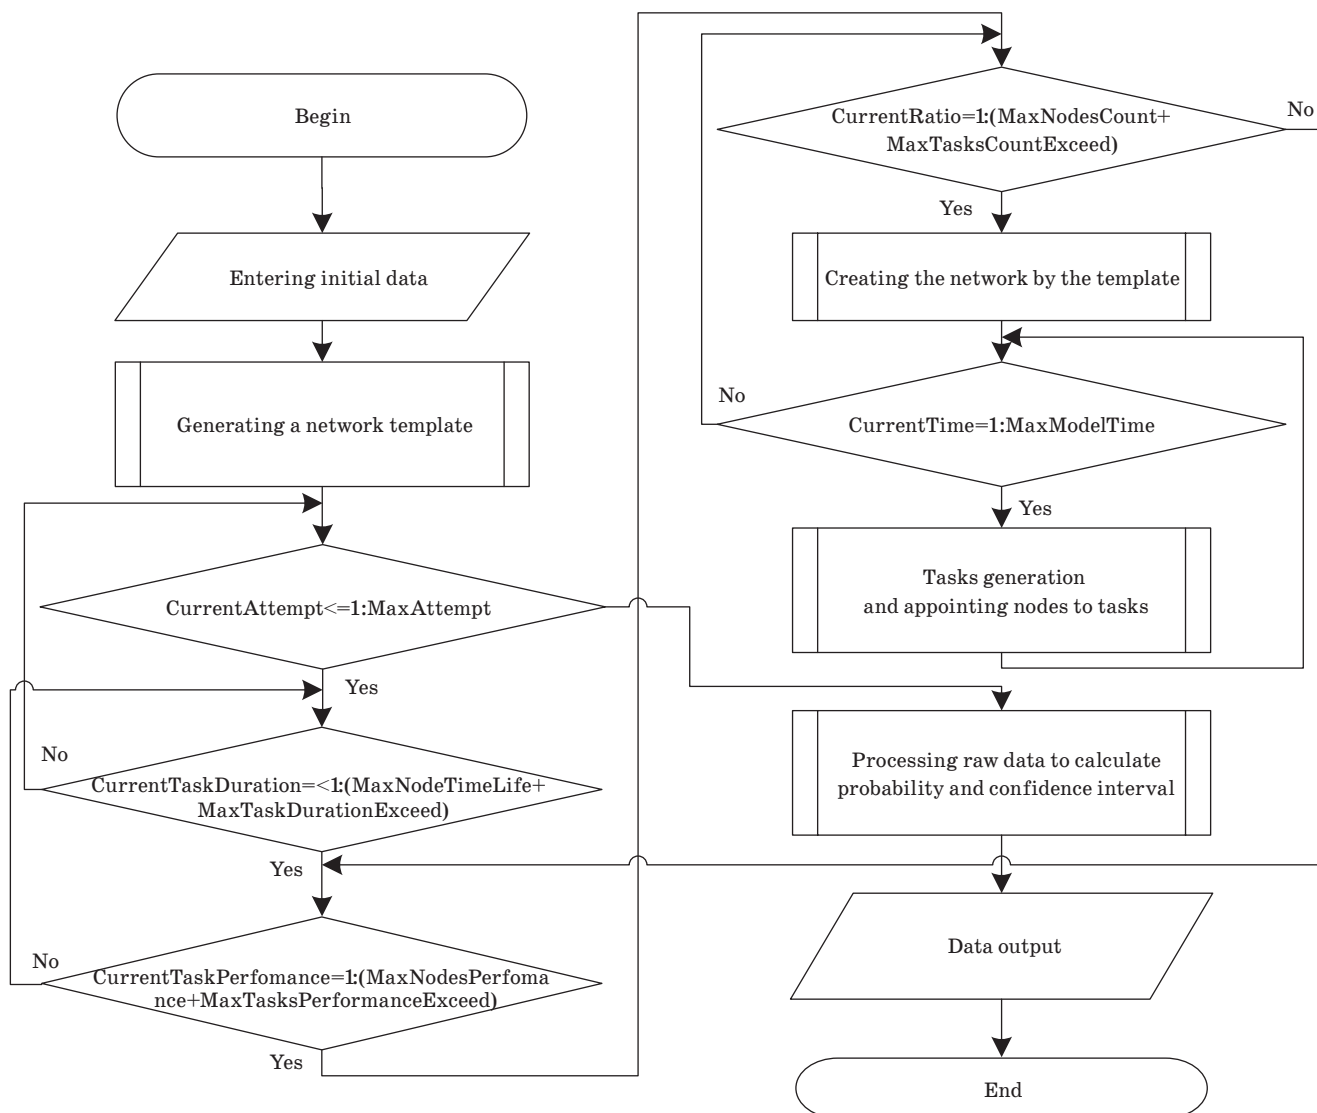 Begin
Entering initial data
Generating a network template
CurrentAttempt<=1:MaxAttempt
Yes
No
CurrentTaskDuration=<1:(MaxNodeTimeLife+
MaxTaskDurationExceed)
Yes
No
CurrentTaskPerfomance=1:(MaxNodesPerfoma
nce+MaxTasksPerformanceExceed)
Yes
CurrentRatio=1:(MaxNodesCount+
MaxTasksCountExceed)
No
Yes
Creating the network by the template
No
CurrentTime=1:MaxModelTime
Yes
Tasks generation
and appointing nodes to tasks
Processing raw data to calculate
probability and confidence interval
Data output
End